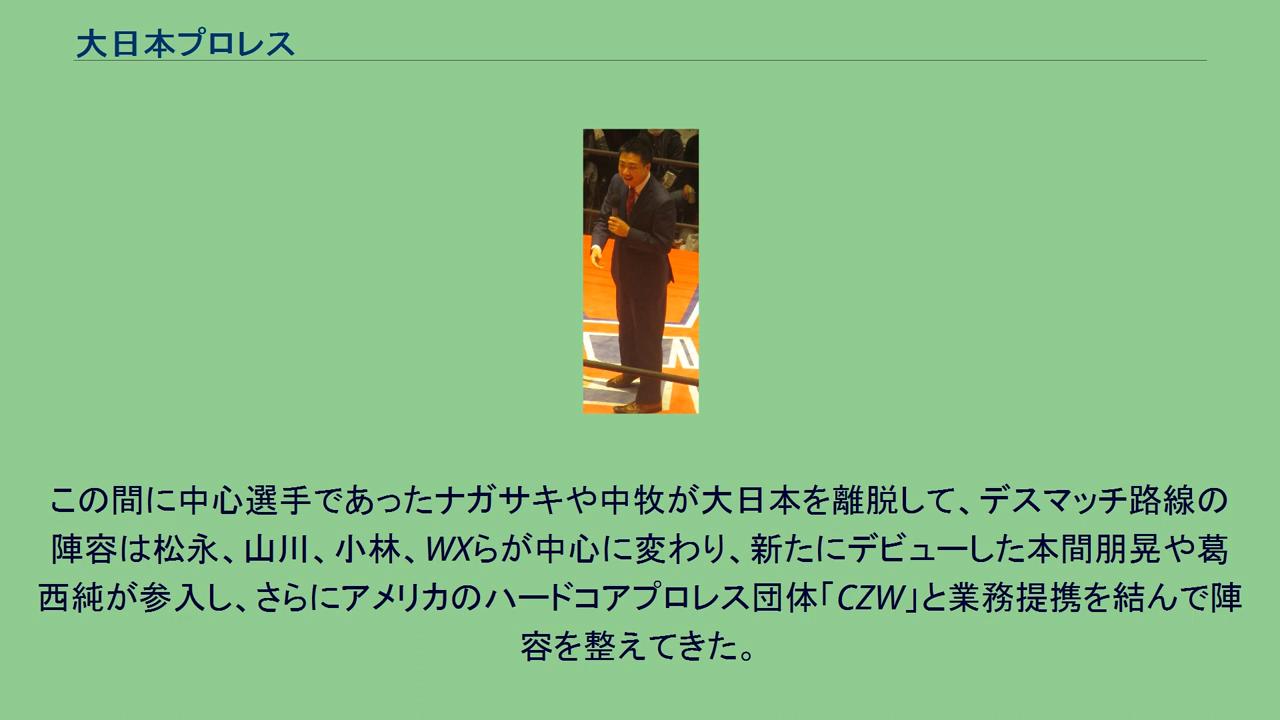 大日本プロレス
この間に中心選手であったナガサキや中牧が大日本を離脱して、デスマッチ路線の
陣容は松永、山川、小林、WXらが中心に変わり、新たにデビューした本間朋晃や葛
西純が参入し、さらにアメリカのハードコアプロレス団体「CZW」と業務提携を結んで陣
容を整えてきた。